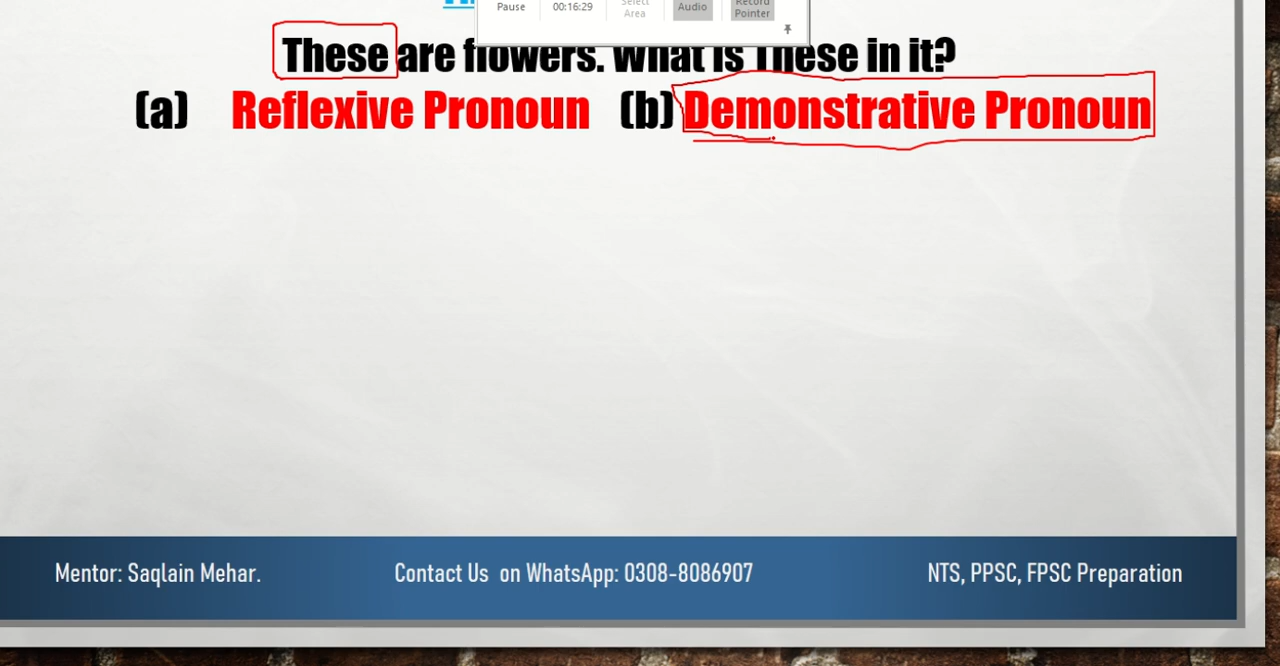 Pause 00:16:29 Select Area Audio Record Pointer
These are flowers. What is These in it?
(a) Reflexive Pronoun (b) Demonstrative Pronoun
Mentor: Saqlain Mehar. Contact Us on WhatsApp: 0308-8086907 NTS, PPSC, FPSC Preparation